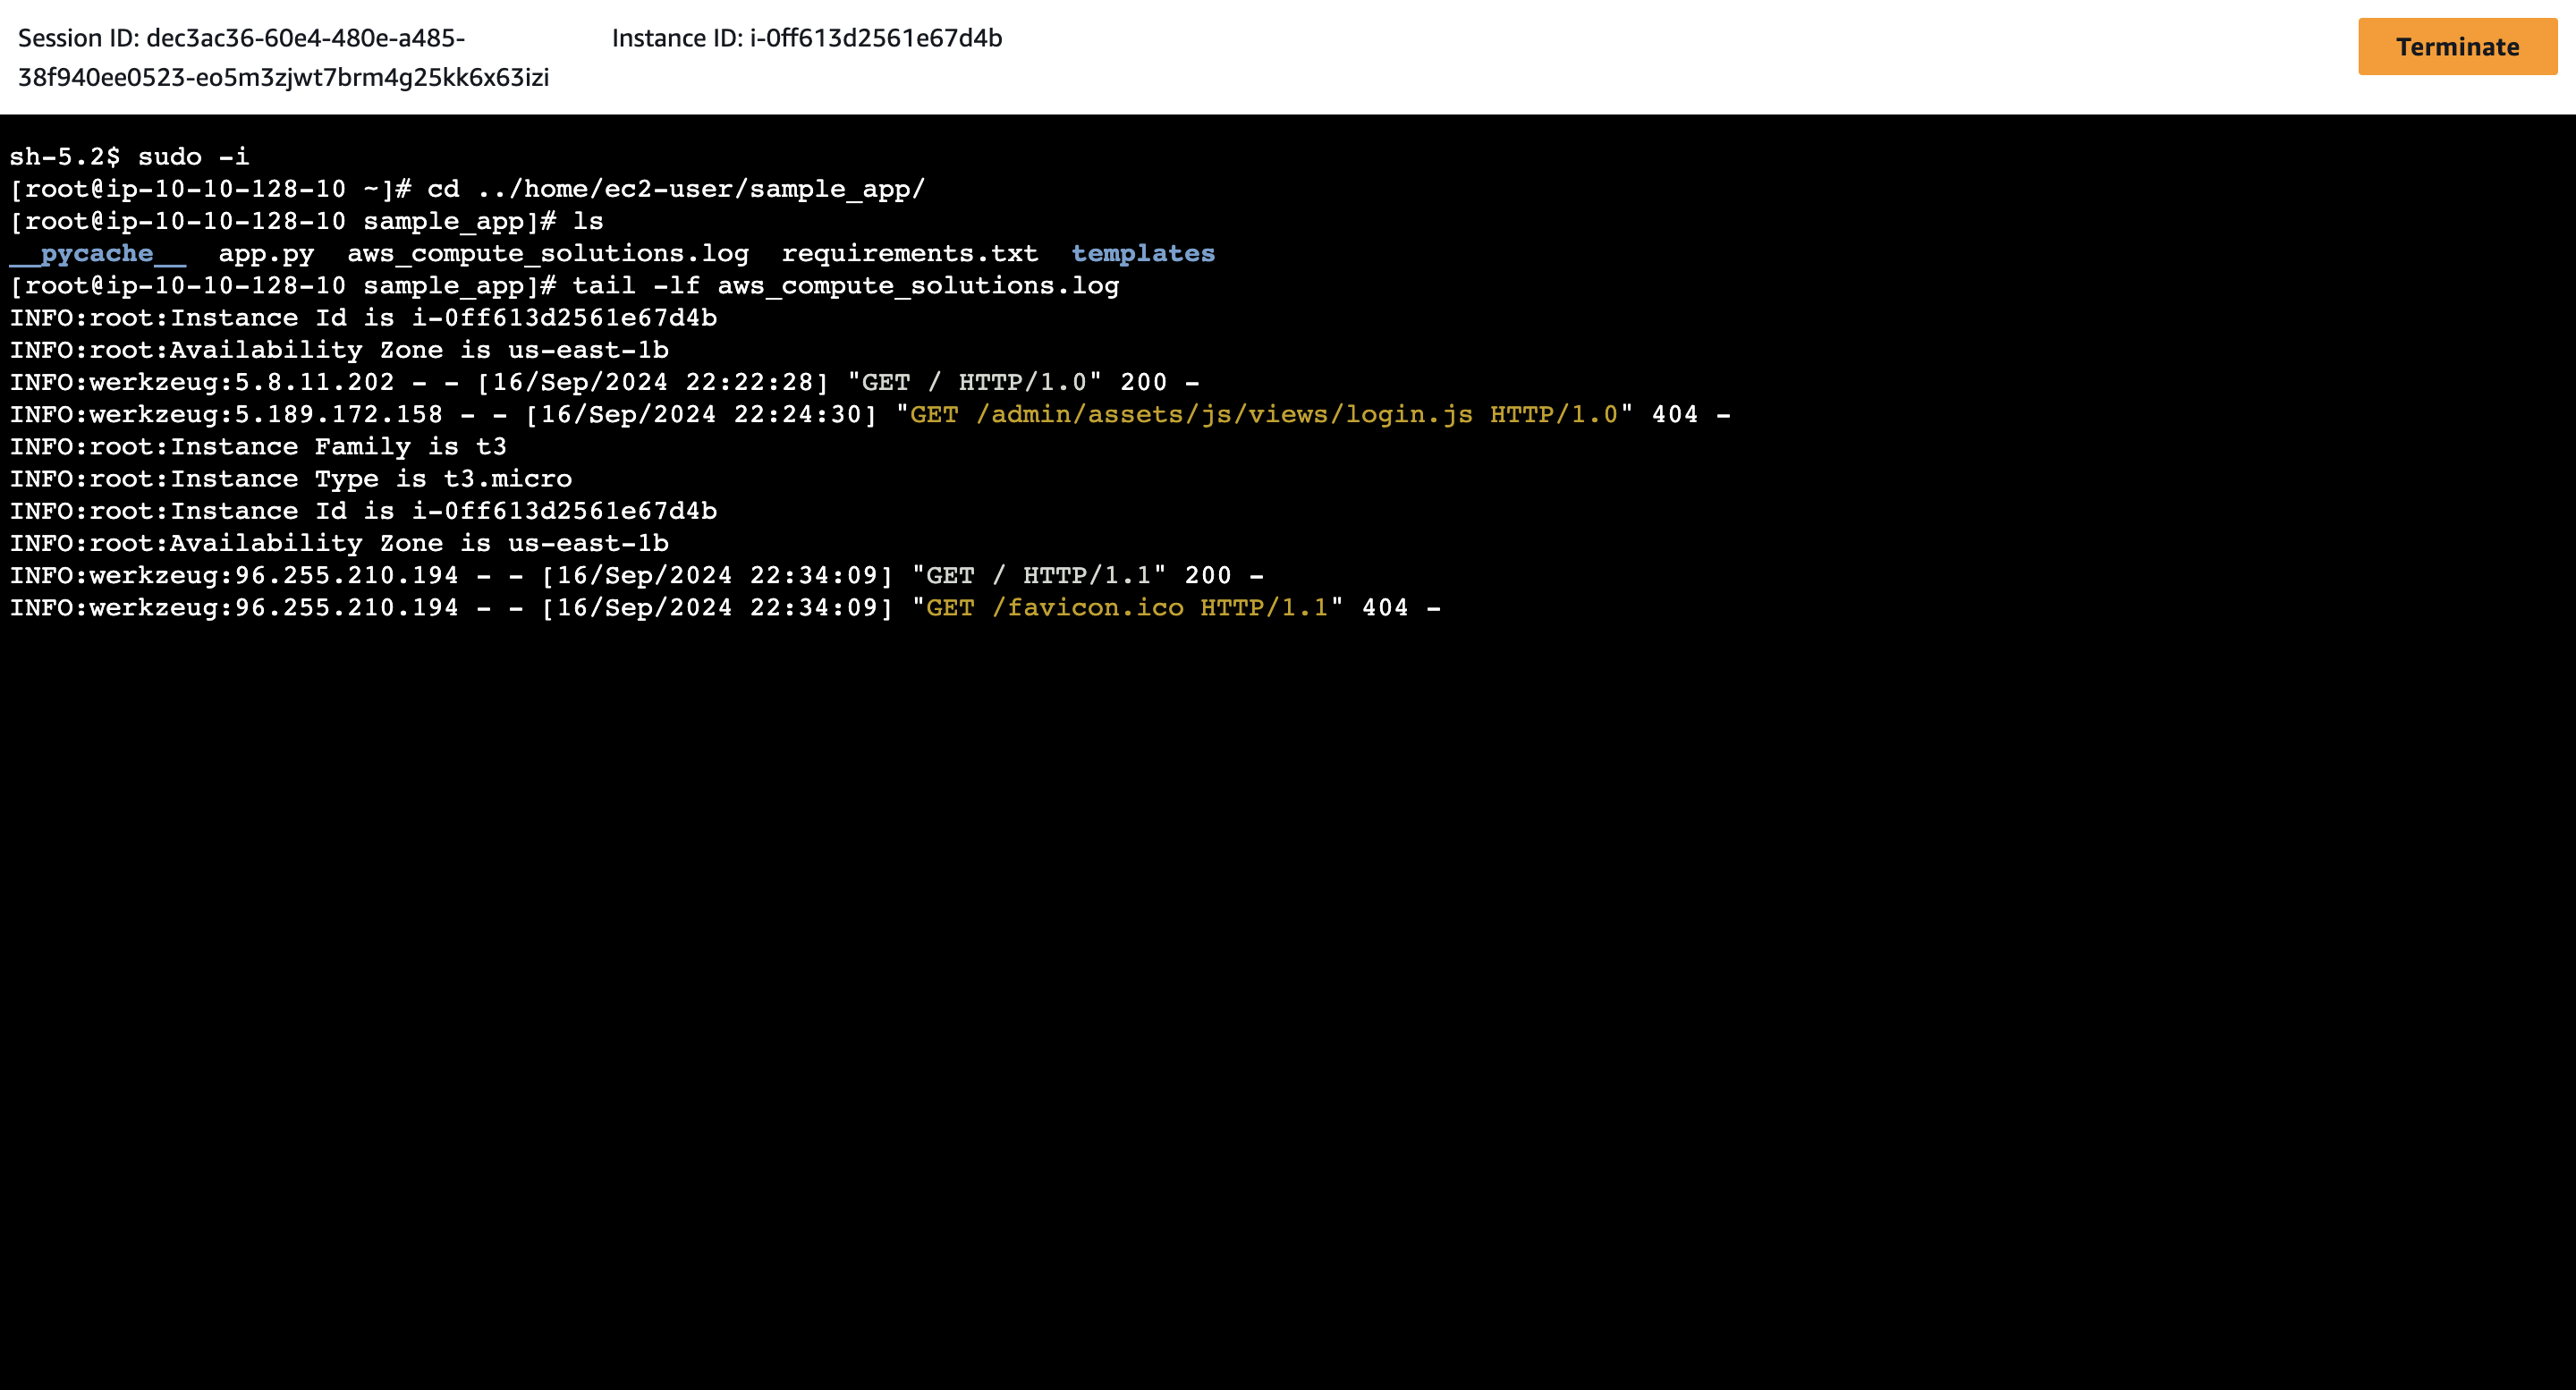 Session ID: dec3ac36-60e4-480e-a485-
38f940ee0523-eo5m3zjwt7brm4g25kk6x63izi
Instance ID: i-0ff613d2561e67d4b
Terminate
sh-5.2$ sudo -i
[root@ip-10-10-128-10 ~]# cd ../home/ec2-user/sample_app/
[root@ip-10-10-128-10 sample_app]# ls
__pycache__  app.py  aws_compute_solutions.log  requirements.txt  templates
[root@ip-10-10-128-10 sample_app]# tail -lf aws_compute_solutions.log
INFO:root:Instance Id is i-0ff613d2561e67d4b
INFO:root:Availability Zone is us-east-1b
INFO:werkzeug:5.8.11.202 - - [16/Sep/2024 22:22:28] "GET / HTTP/1.0" 200 -
INFO:werkzeug:5.189.172.158 - - [16/Sep/2024 22:24:30] "GET /admin/assets/js/views/login.js HTTP/1.0" 404 -
INFO:root:Instance Family is t3
INFO:root:Instance Type is t3.micro
INFO:root:Instance Id is i-0ff613d2561e67d4b
INFO:root:Availability Zone is us-east-1b
INFO:werkzeug:96.255.210.194 - - [16/Sep/2024 22:34:09] "GET / HTTP/1.1" 200 -
INFO:werkzeug:96.255.210.194 - - [16/Sep/2024 22:34:09] "GET /favicon.ico HTTP/1.1" 404 -